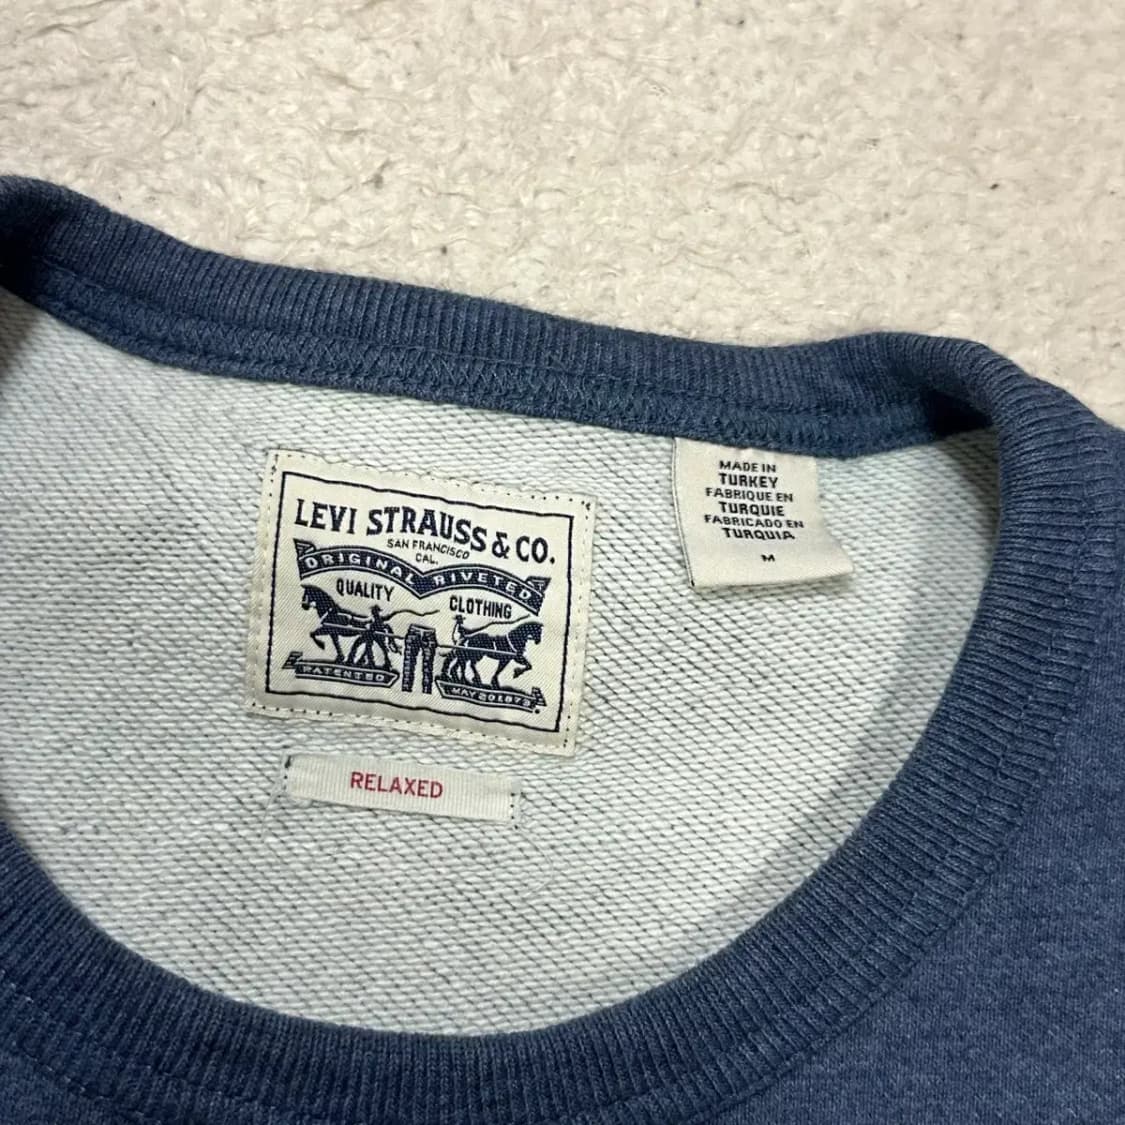 LEVI STRAUSS & CO.
SAN FRANCISCO
CAL.
ORIGINAL RIVETED
QUALITY CLOTHING
PATENTED MAY 20 1873
RELAXED
MADE IN
TURKEY
FABRIQUE EN
TURQUIE
FABRICADO EN
TURQUIA
M